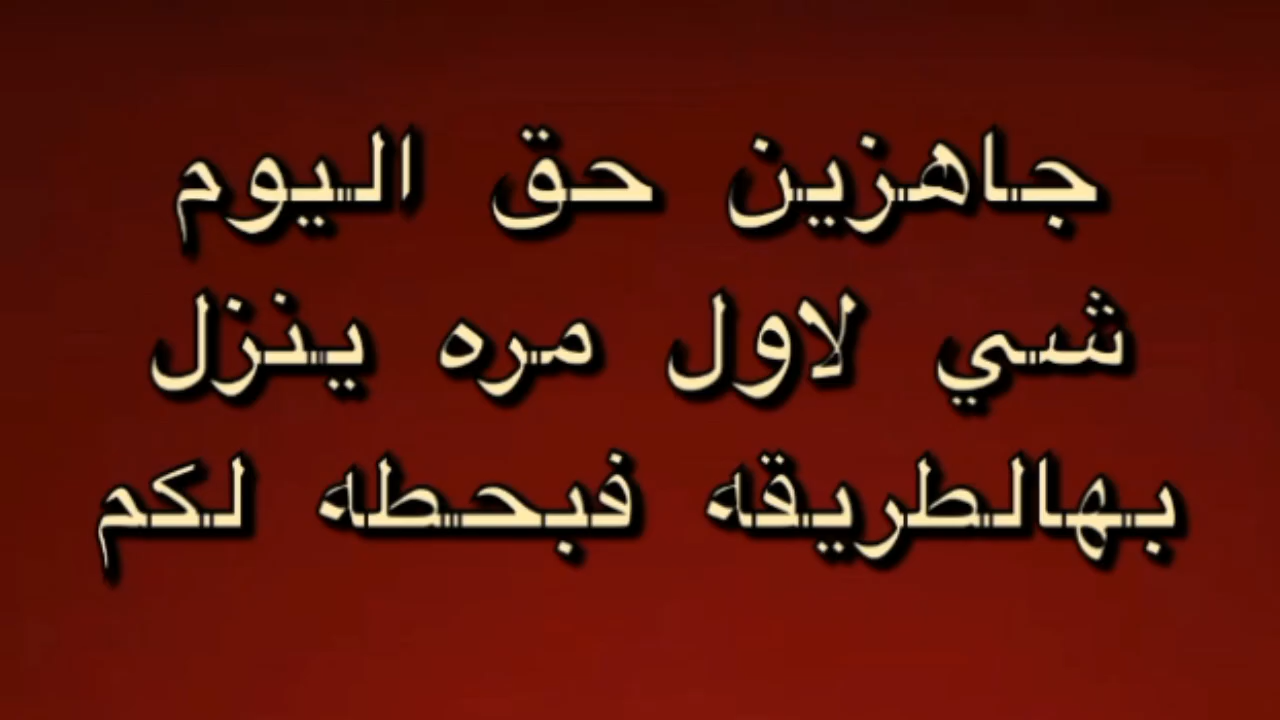 جاهزين حق اليوم
شي لاول مره ينزل
بهالطريقه فبحطه لكم